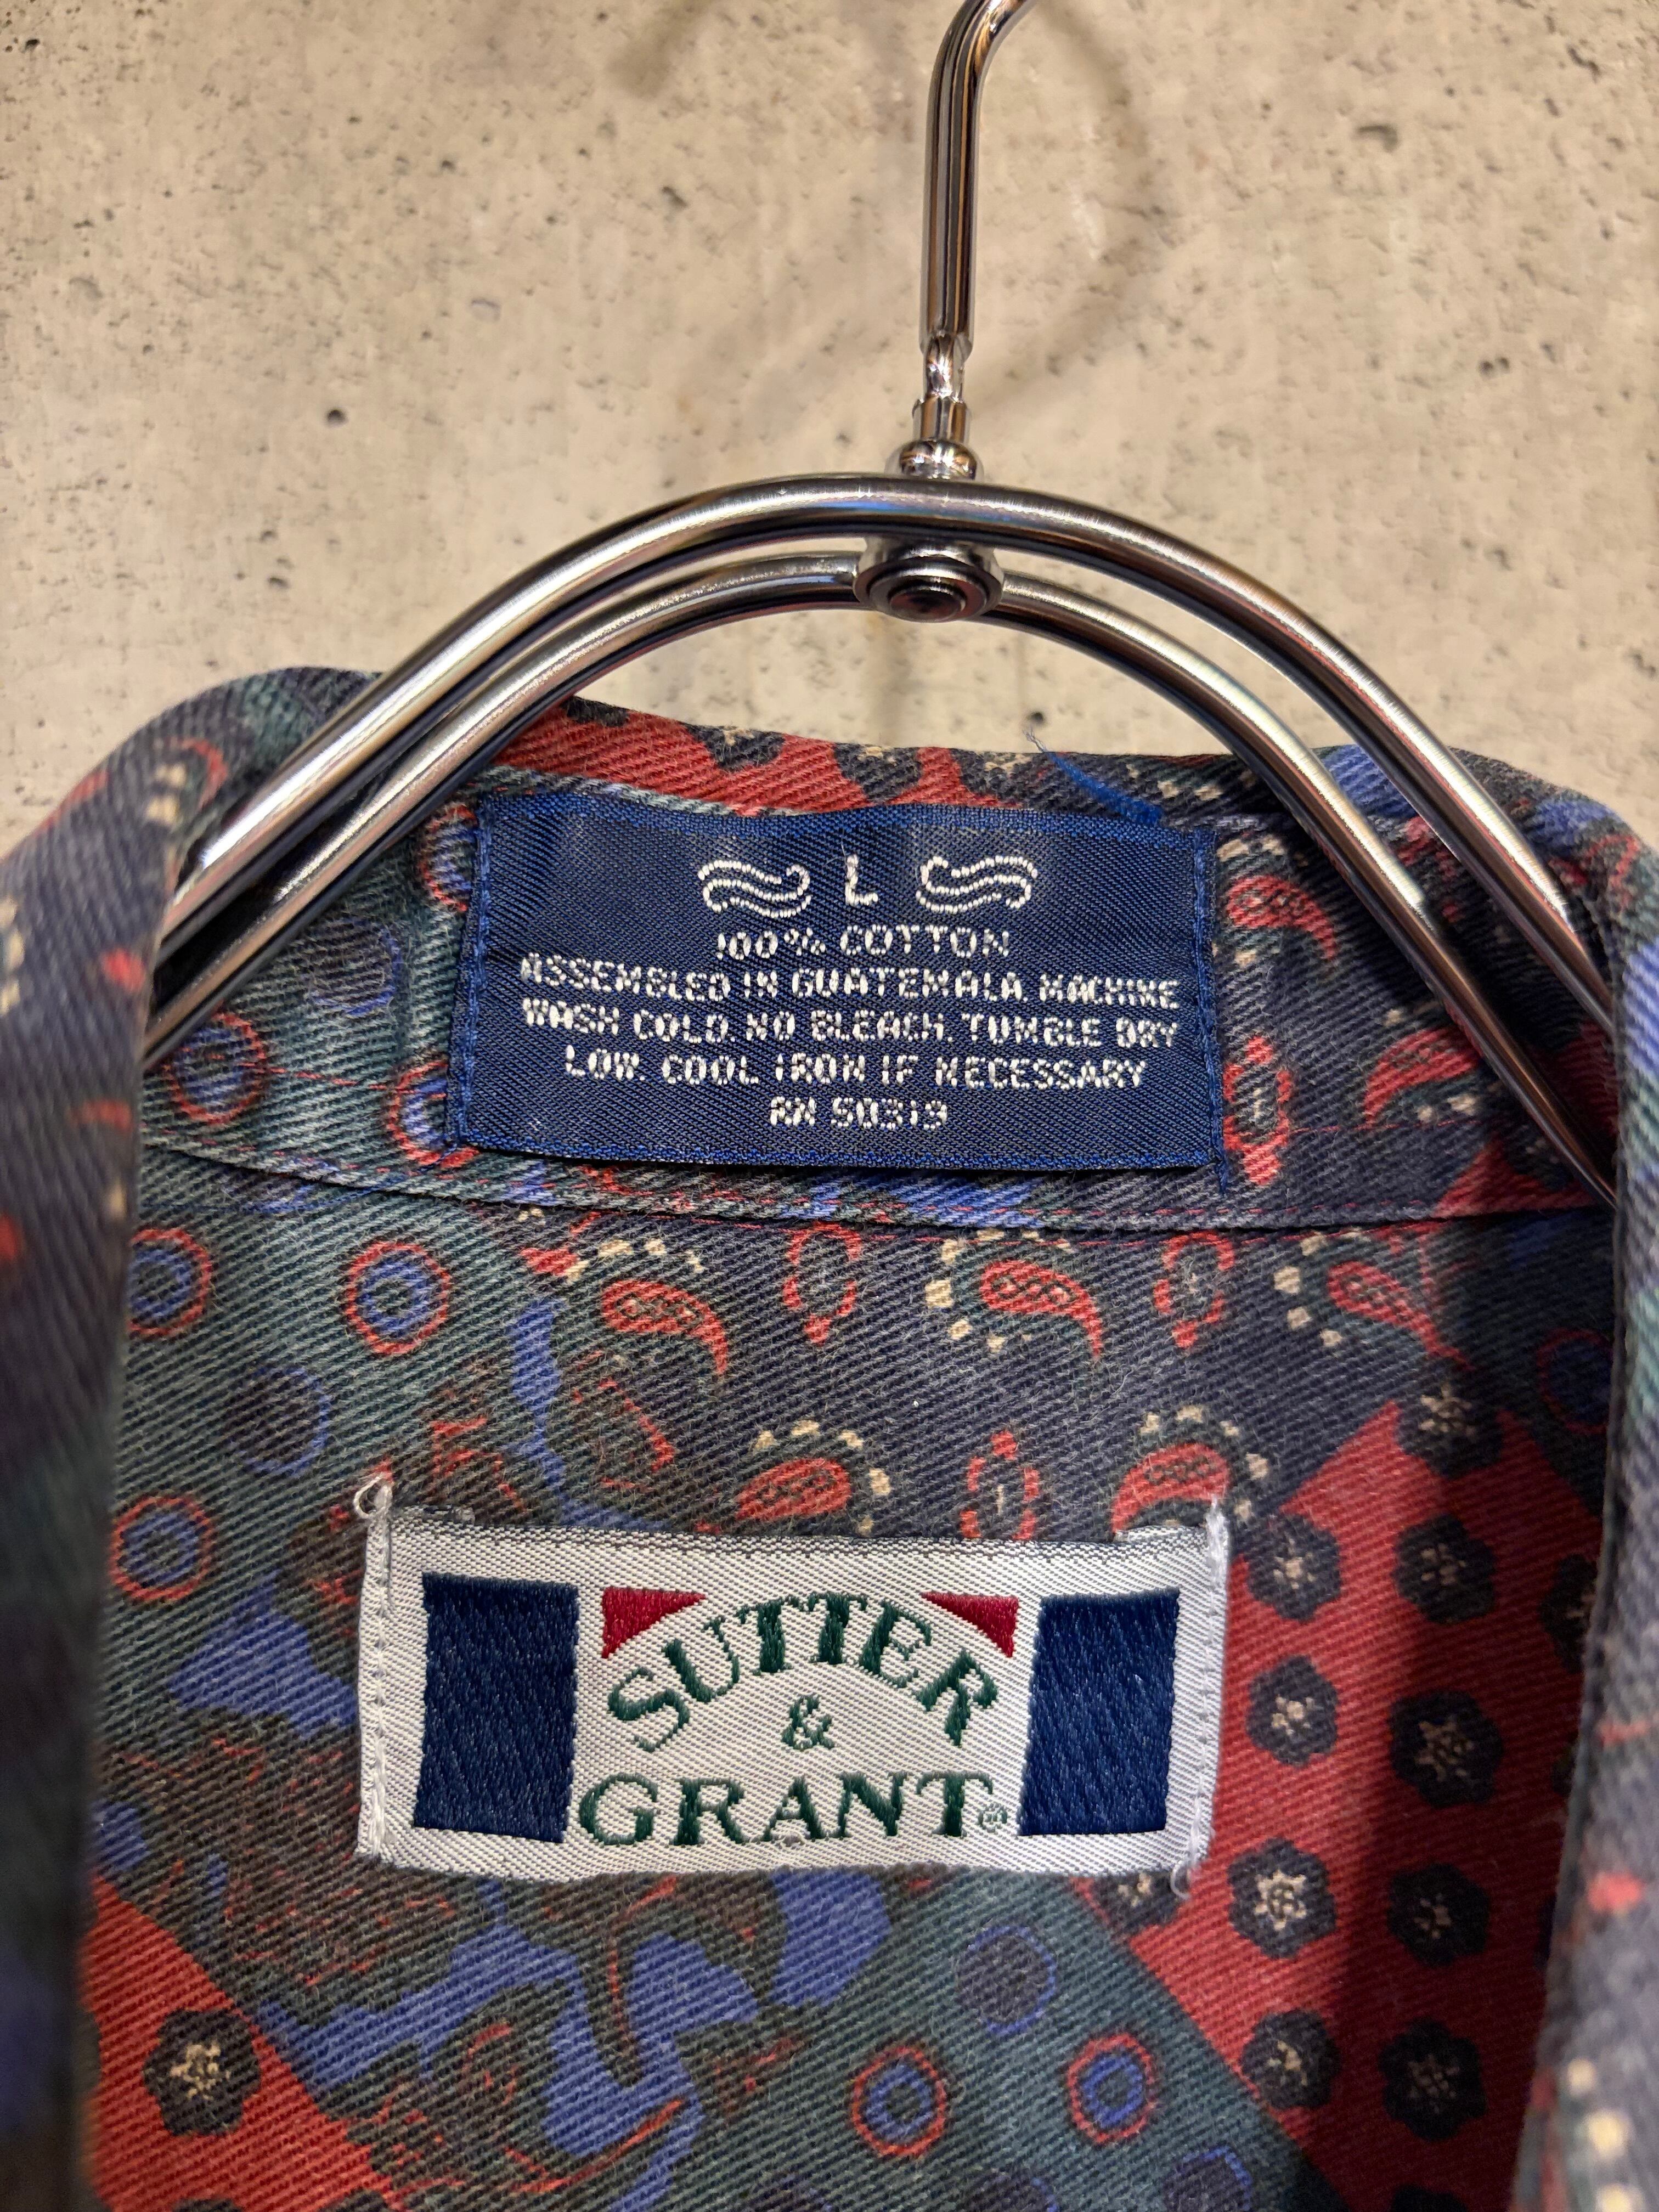 L
100% COTTON
ASSEMBLED IN GUATEMALA. MACHINE
WASH COLD. NO BLEACH. TUMBLE DRY
LOW. COOL IRON IF NECESSARY
RN 50319
SUTTER
&
GRANT®